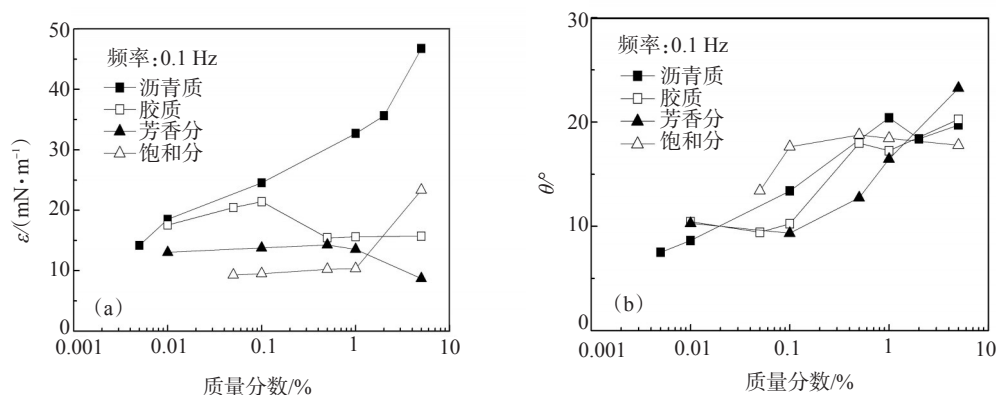 50
40
30
20
10
0
ε/(mN·m⁻¹)
频率:0.1 Hz
沥青质
胶质
芳香分
饱和分
(a)
0.001
0.01
0.1
1
10
质量分数/%
30
20
10
0
θ/°
频率:0.1 Hz
沥青质
胶质
芳香分
饱和分
(b)
0.001
0.01
0.1
1
10
质量分数/%